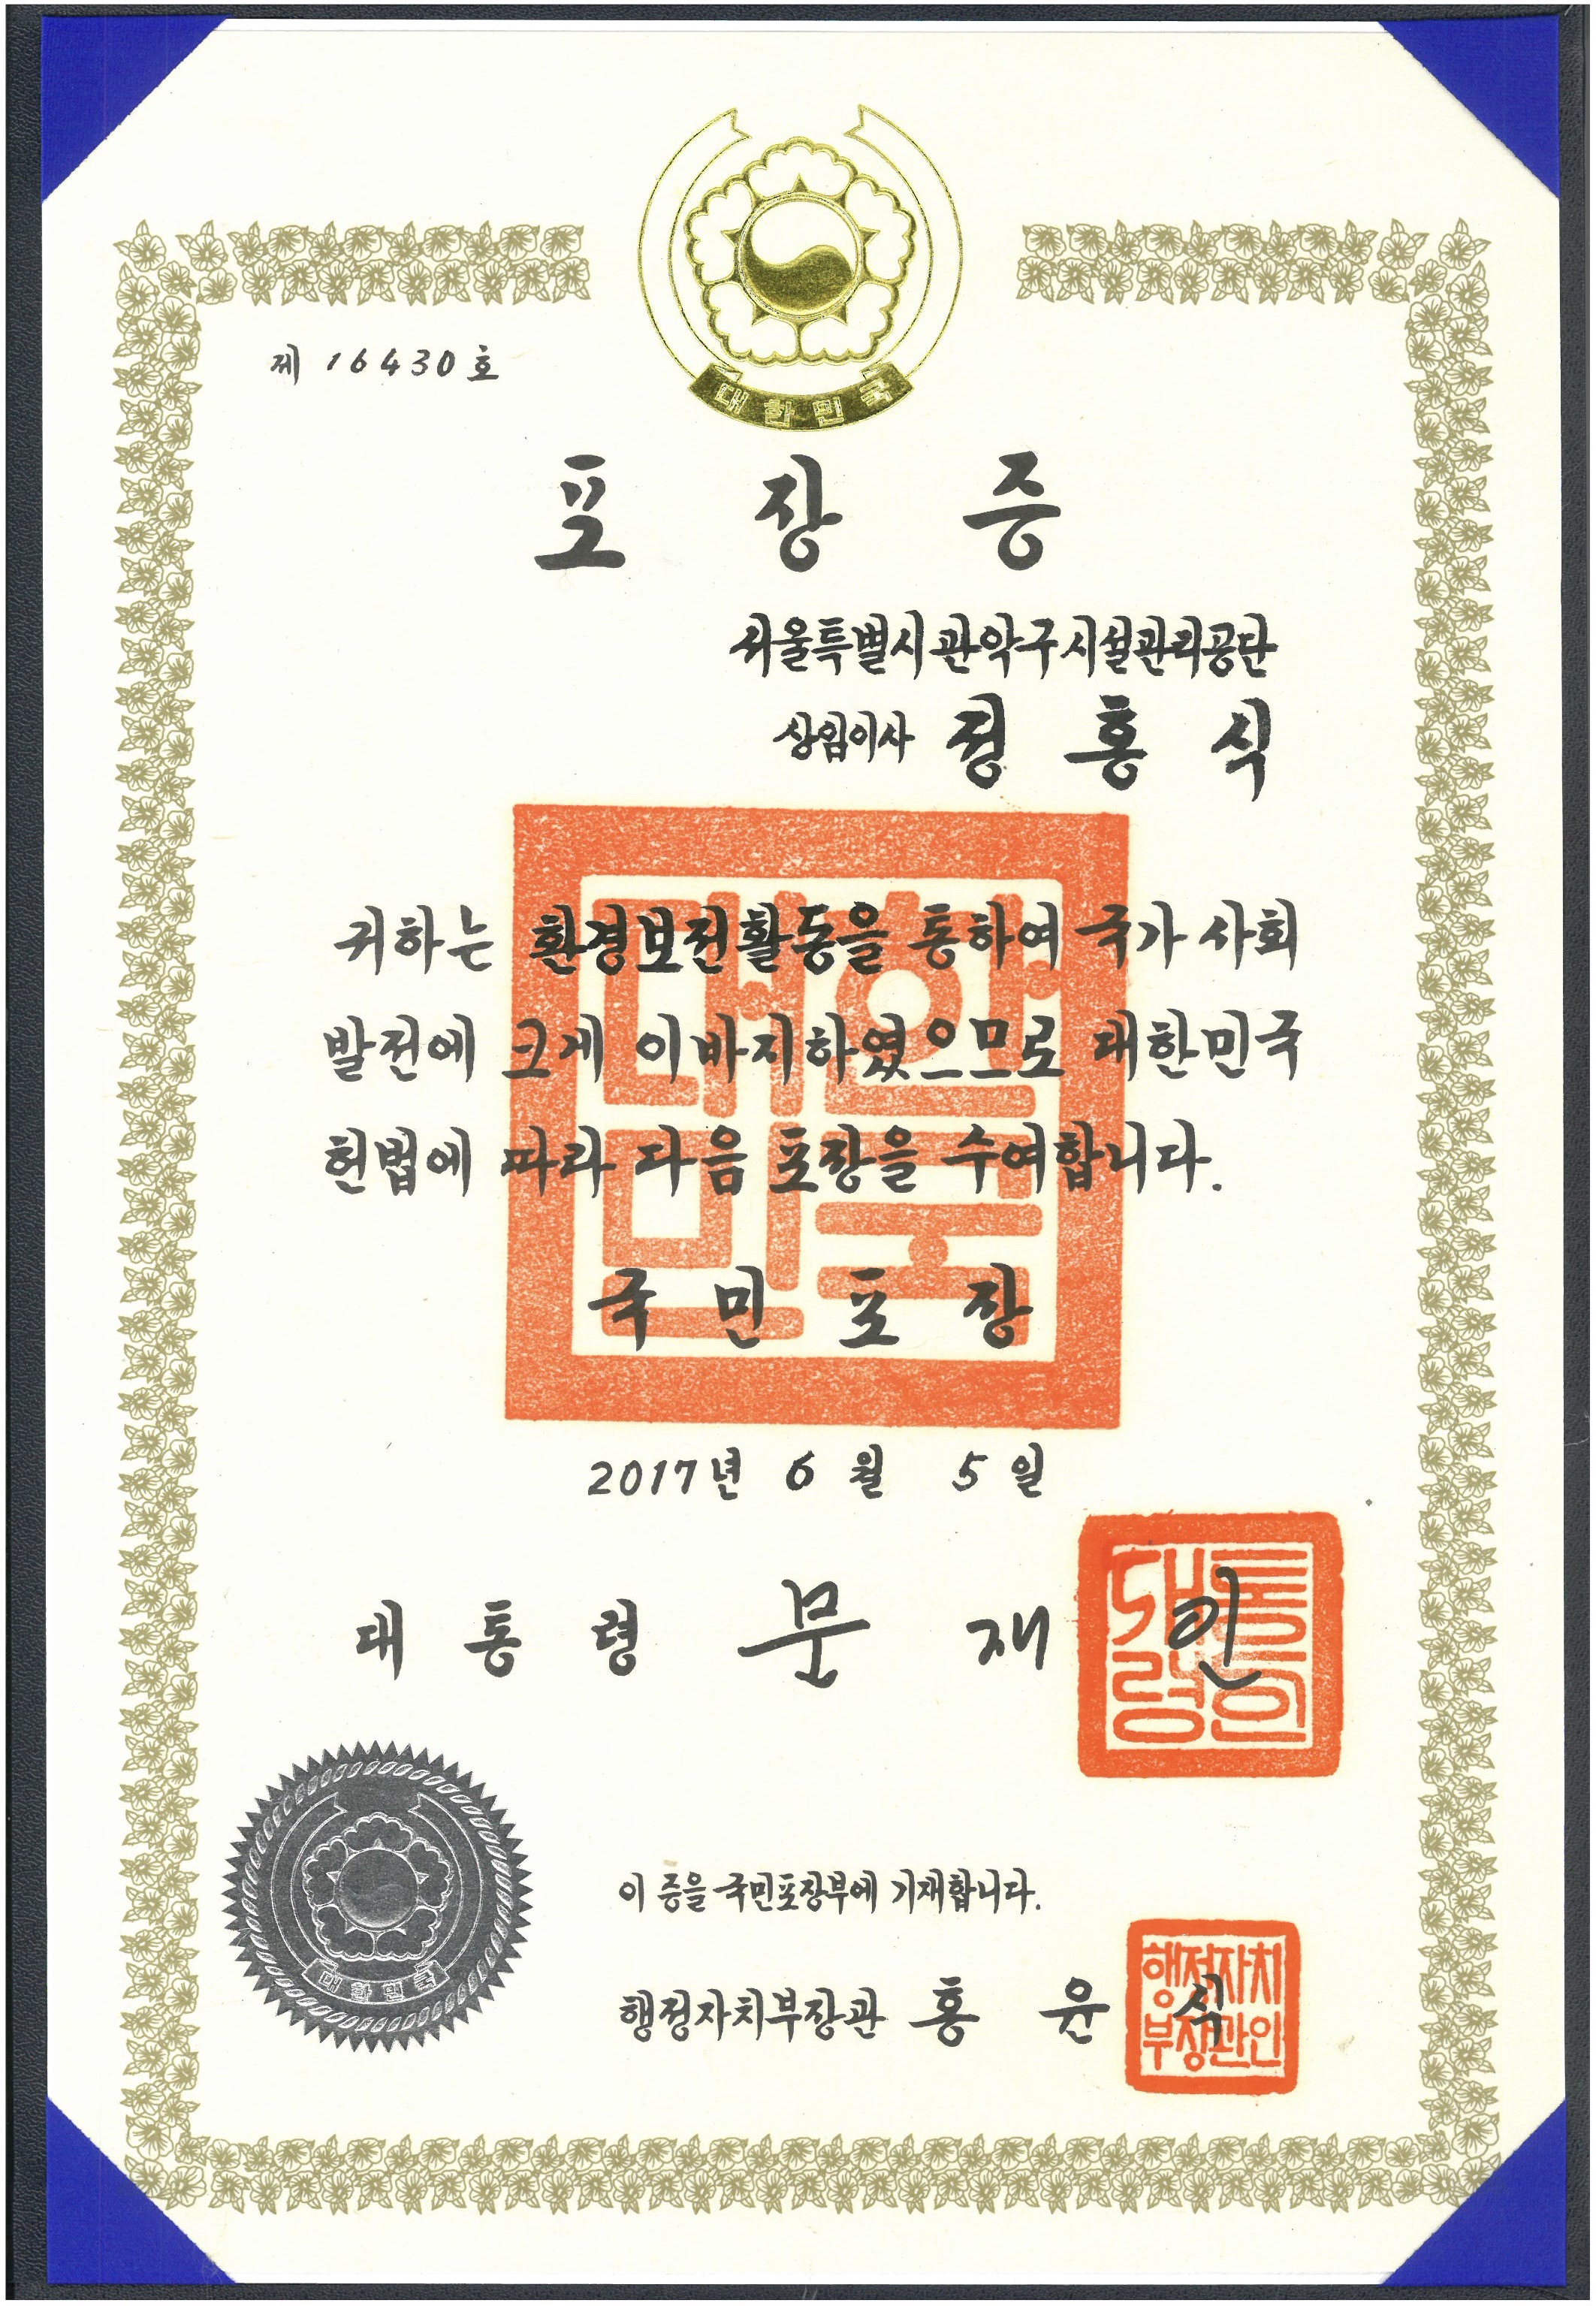 대한민국
제 16430 호
포장증
서울특별시관악구시설관리공단
상임이사 정홍식
귀하는 환경보전활동을 통하여 국가 사회
발전에 크게 이바지하였으므로 대한민국
헌법에 따라 다음 포장을 수여합니다.
대한민국
국민포장
2017년 6월 5일
대통령 문재인
대통령의인
대한민국
이 증을 국민포장부에 기재합니다.
행정자치부장관 홍윤식
행정자치
부장관인